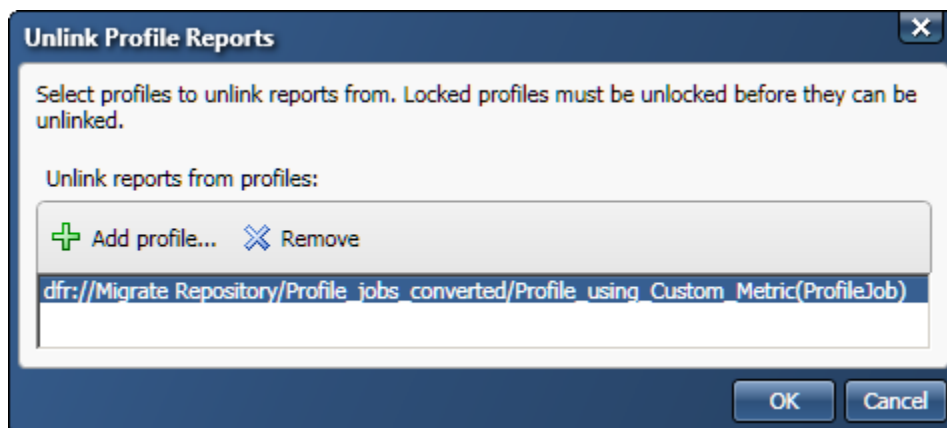 Unlink Profile Reports
Select profiles to unlink reports from. Locked profiles must be unlocked before they can be
unlinked.
Unlink reports from profiles:
Add profile... Remove
dfr://Migrate Repository/Profile_jobs_converted/Profile_using_Custom_Metric(ProfileJob)
OK Cancel